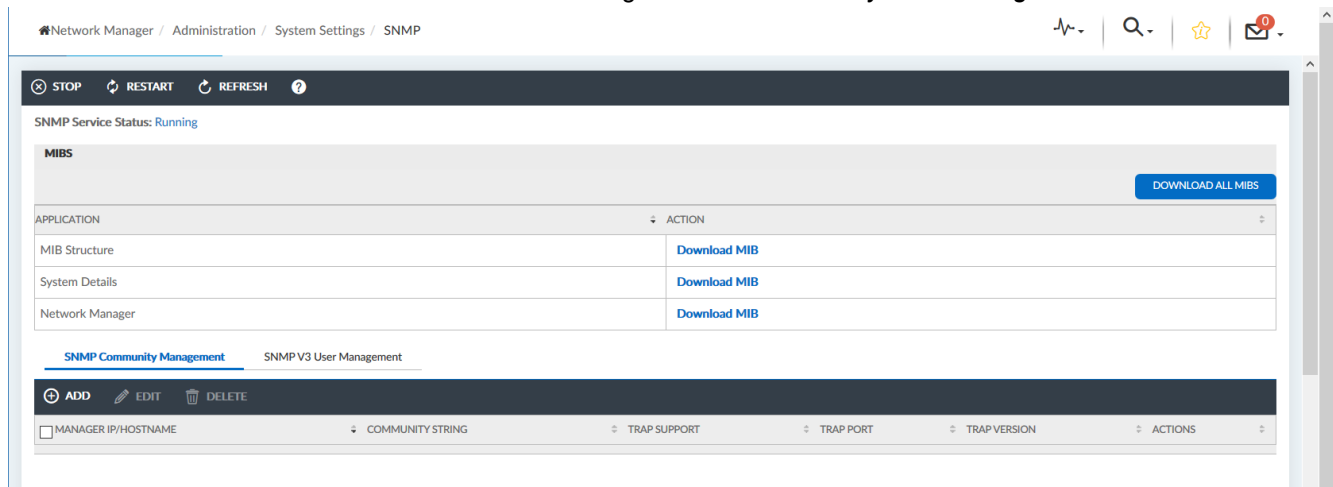 Network Manager / Administration / System Settings / SNMP
0
STOP RESTART REFRESH ?
SNMP Service Status: Running
MIBS
DOWNLOAD ALL MIBS
APPLICATION ACTION
MIB Structure Download MIB
System Details Download MIB
Network Manager Download MIB
SNMP Community Management SNMP V3 User Management
ADD EDIT DELETE
MANAGER IP/HOSTNAME COMMUNITY STRING TRAP SUPPORT TRAP PORT TRAP VERSION ACTIONS